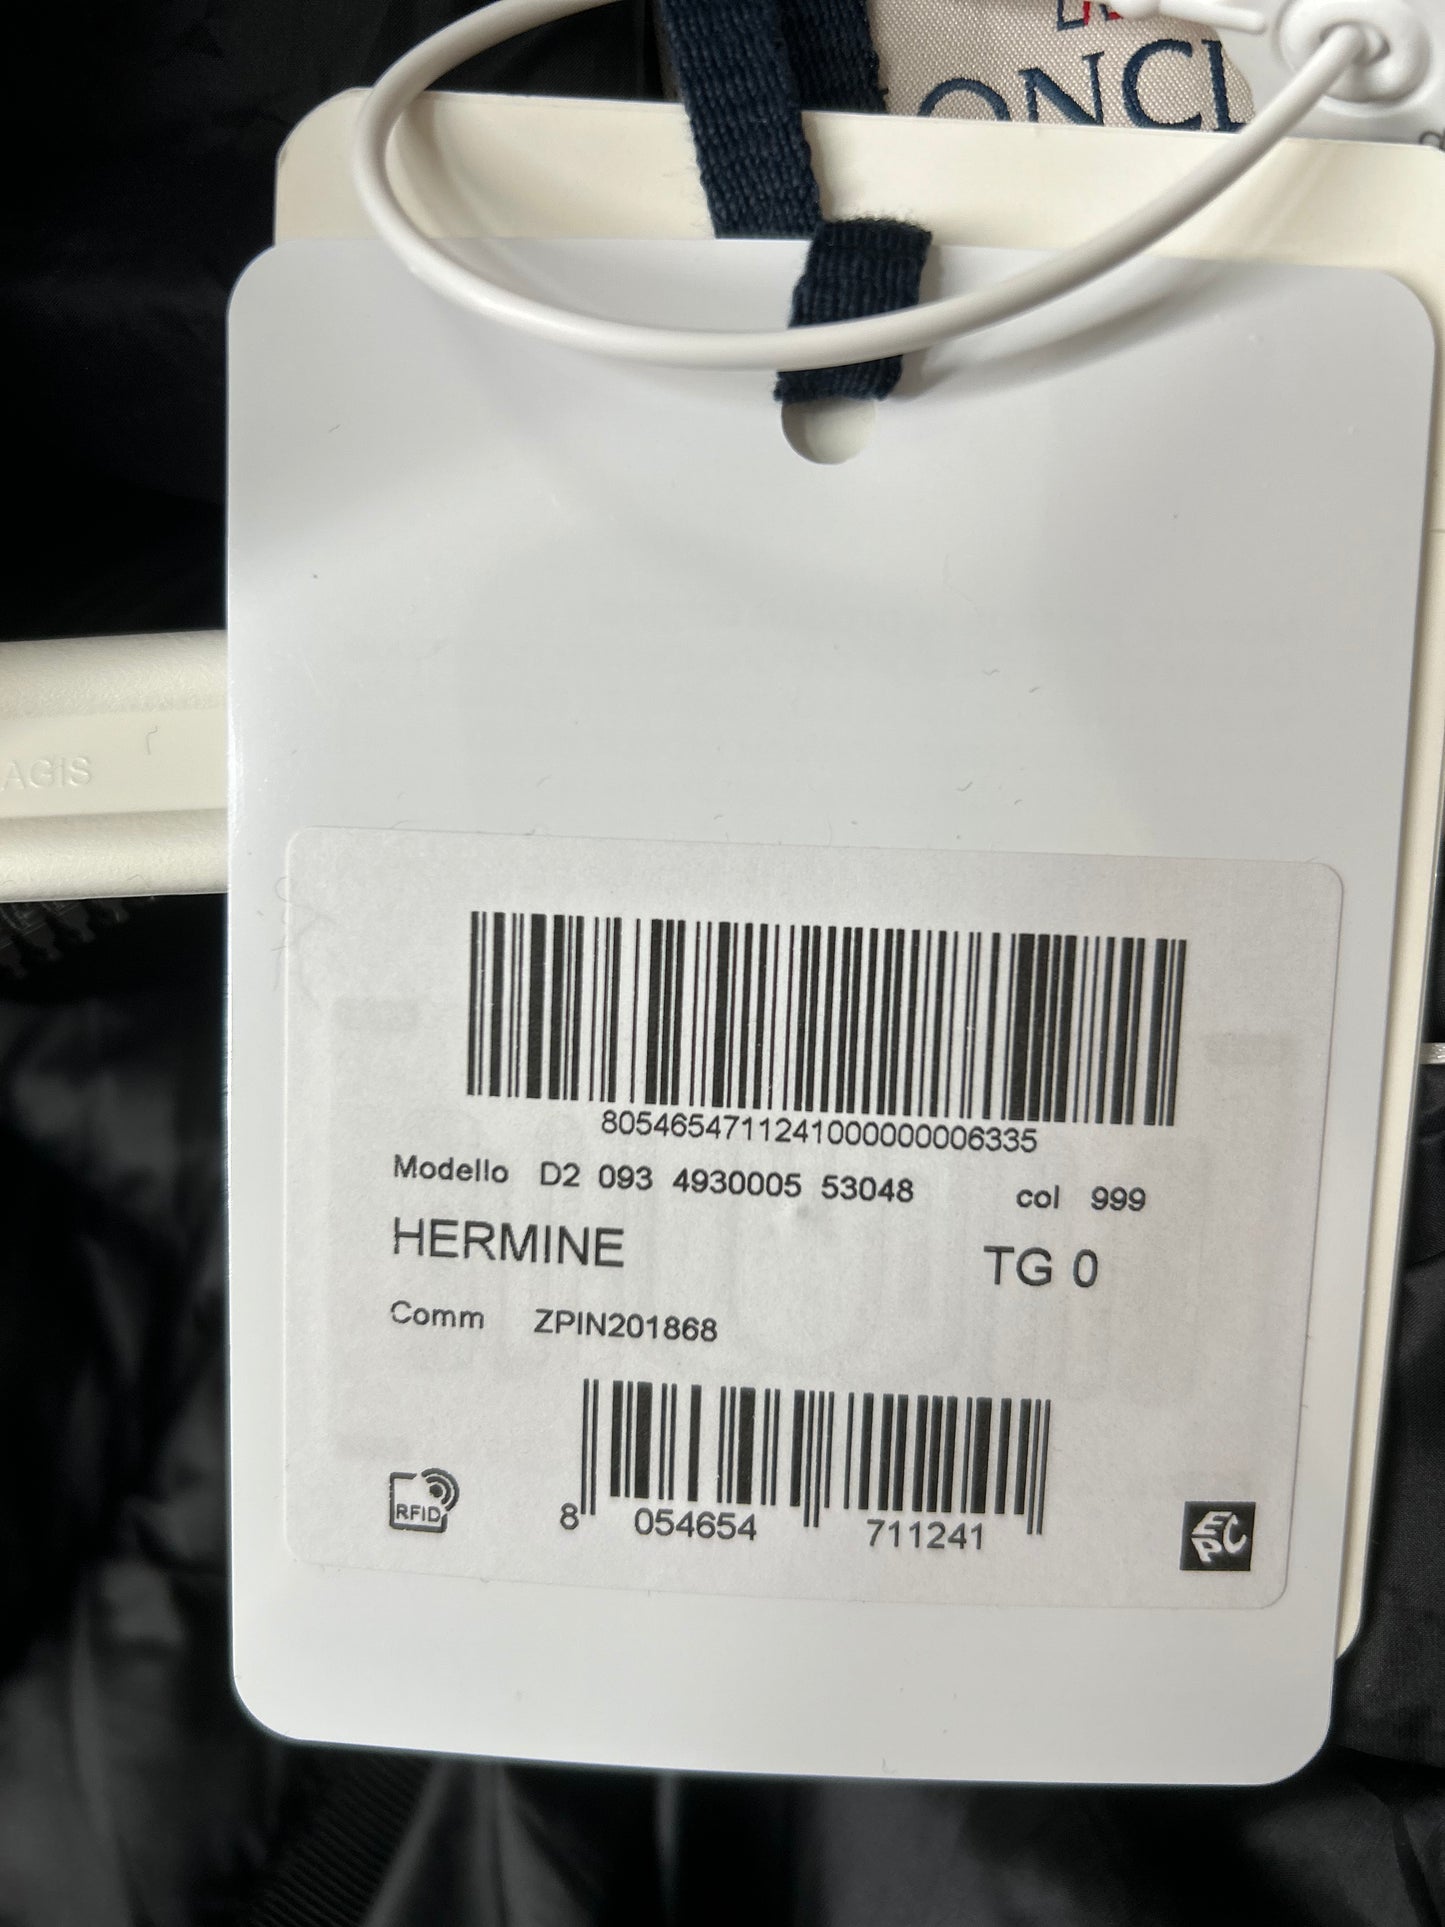 ONCL
AGIS
8054654711241000000006335
Modello D2 093 4930005 53048 col 999
HERMINE TG 0
Comm ZPIN201868
RFID
8 054654 711241
EPC